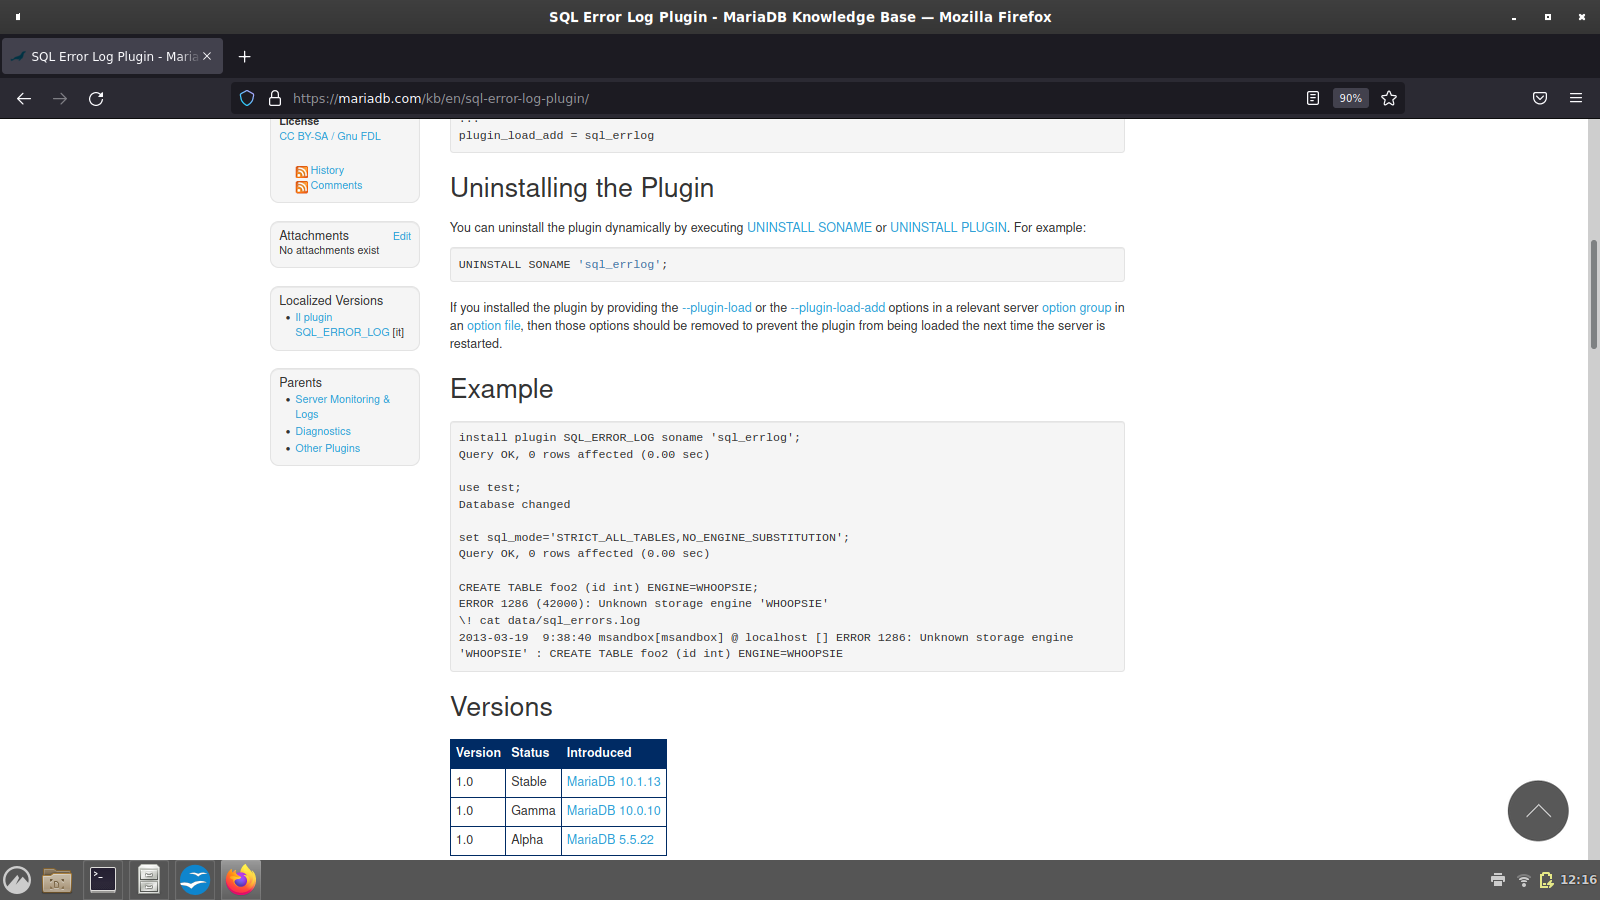 SQL Error Log Plugin - MariaDB Knowledge Base — Mozilla Firefox
SQL Error Log Plugin - Maria
https://mariadb.com/kb/en/sql-error-log-plugin/
90%
License
CC BY-SA / Gnu FDL
History
Comments
Attachments
Edit
No attachments exist
Localized Versions
Il plugin
SQL_ERROR_LOG [it]
Parents
Server Monitoring &
Logs
Diagnostics
Other Plugins
...
plugin_load_add = sql_errlog
Uninstalling the Plugin
You can uninstall the plugin dynamically by executing UNINSTALL SONAME or UNINSTALL PLUGIN. For example:
UNINSTALL SONAME 'sql_errlog';
If you installed the plugin by providing the --plugin-load or the --plugin-load-add options in a relevant server option group in
an option file, then those options should be removed to prevent the plugin from being loaded the next time the server is
restarted.
Example
install plugin SQL_ERROR_LOG soname 'sql_errlog';
Query OK, 0 rows affected (0.00 sec)
use test;
Database changed
set sql_mode='STRICT_ALL_TABLES,NO_ENGINE_SUBSTITUTION';
Query OK, 0 rows affected (0.00 sec)
CREATE TABLE foo2 (id int) ENGINE=WHOOPSIE;
ERROR 1286 (42000): Unknown storage engine 'WHOOPSIE'
\! cat data/sql_errors.log
2013-03-19  9:38:40 msandbox[msandbox] @ localhost [] ERROR 1286: Unknown storage engine
'WHOOPSIE' : CREATE TABLE foo2 (id int) ENGINE=WHOOPSIE
Versions
Version Status Introduced
1.0 Stable MariaDB 10.1.13
1.0 Gamma MariaDB 10.0.10
1.0 Alpha MariaDB 5.5.22
12:16